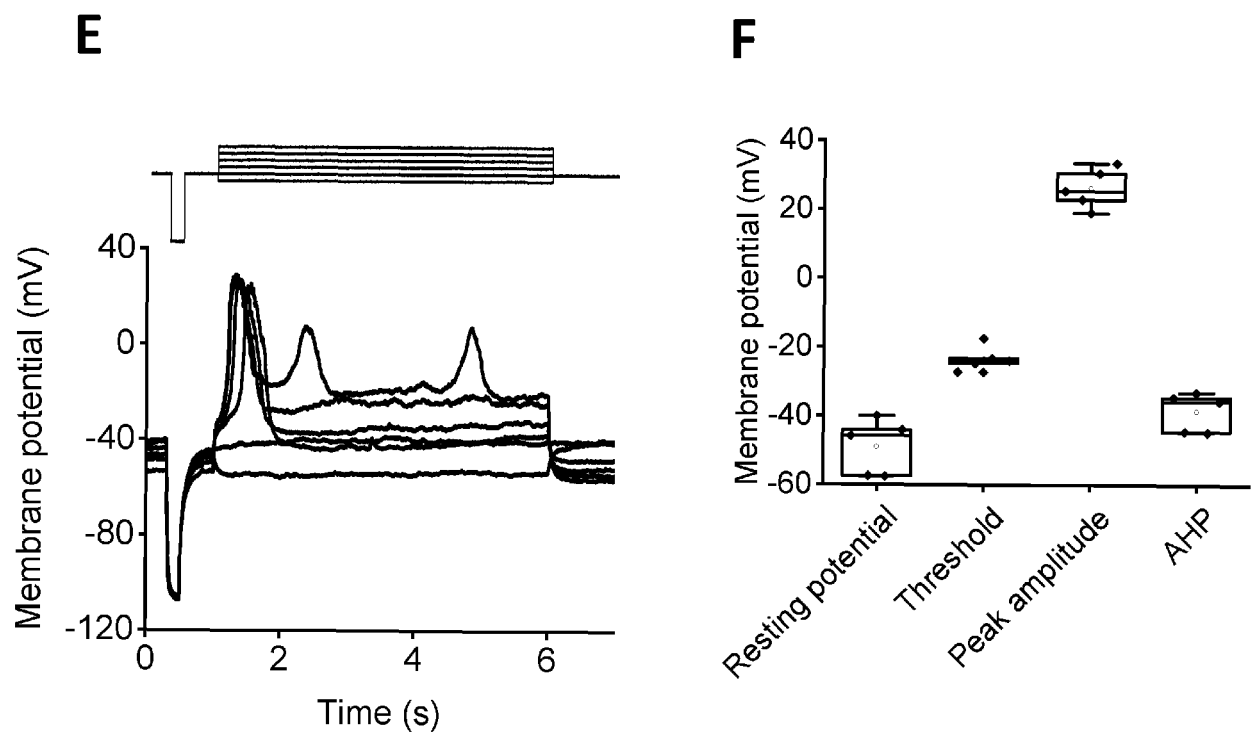 E
40
0
-40
-80
-120
Membrane potential (mV)
0 2 4 6
Time (s)
F
40
20
0
-20
-40
-60
Membrane potential (mV)
Resting potential
Threshold
Peak amplitude
AHP